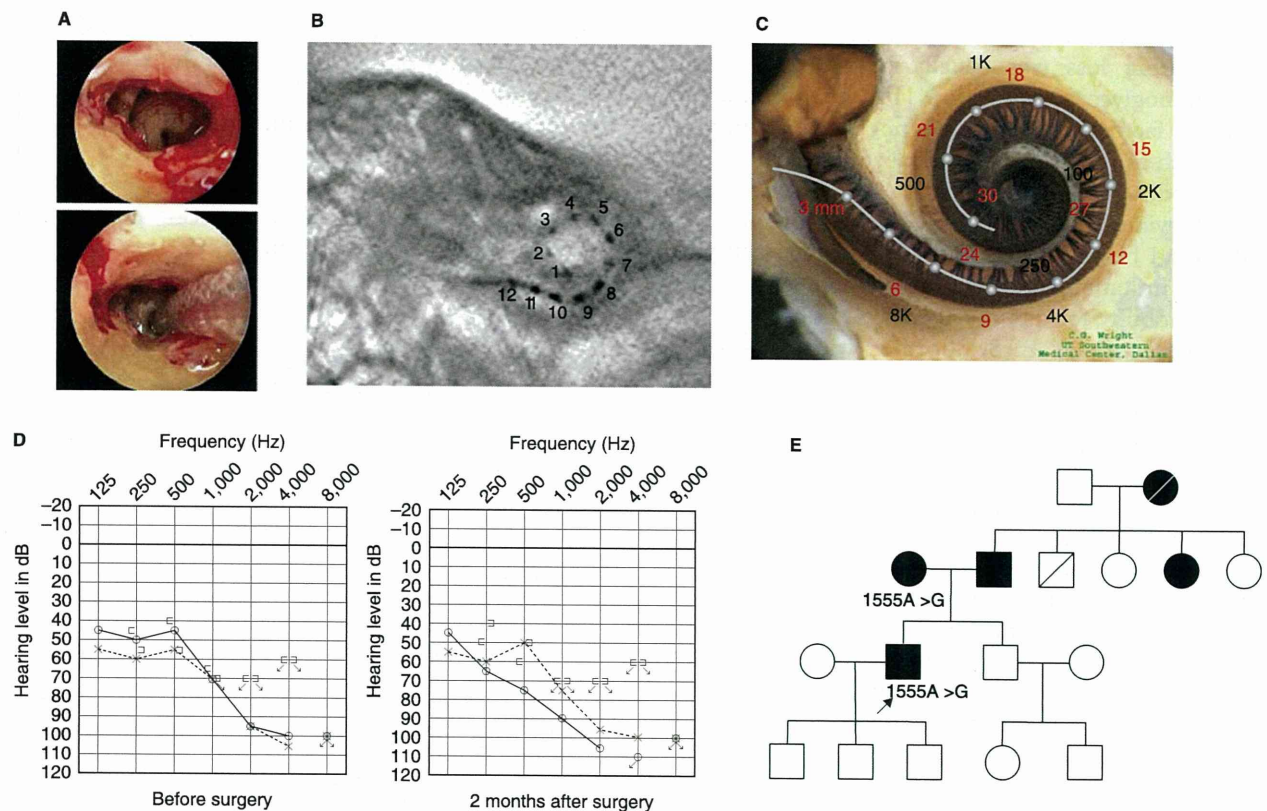 A
B
C
1
2
3
4
5
6
7
8
9
10
11
12
1K
18
21
15
500
100
2K
30
27
3 mm
24
250
12
6
8K
9
4K
C.G. Wright
UT Southwestern
Medical Center, Dallas
D
Frequency (Hz)
125 250 500 1,000 2,000 4,000 8,000
Hearing level in dB
−20
−10
0
10
20
30
40
50
60
70
80
90
100
110
120
Before surgery
Frequency (Hz)
125 250 500 1,000 2,000 4,000 8,000
Hearing level in dB
−20
−10
0
10
20
30
40
50
60
70
80
90
100
110
120
2 months after surgery
E
1555A >G
1555A >G